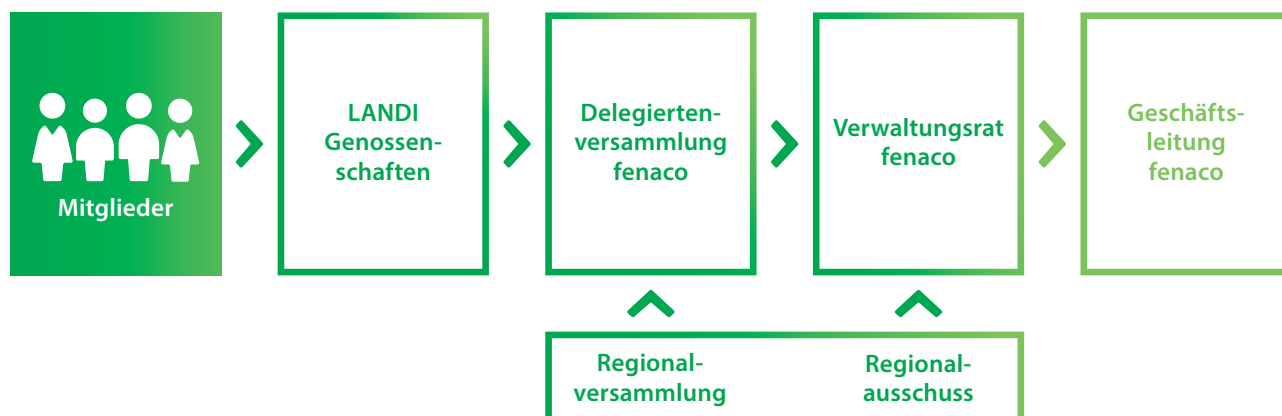 Mitglieder
LANDI
Genossen-
schaften
Delegierten-
versammlung
fenaco
Verwaltungsrat
fenaco
Geschäfts-
leitung
fenaco
Regional-
versammlung
Regional-
ausschuss